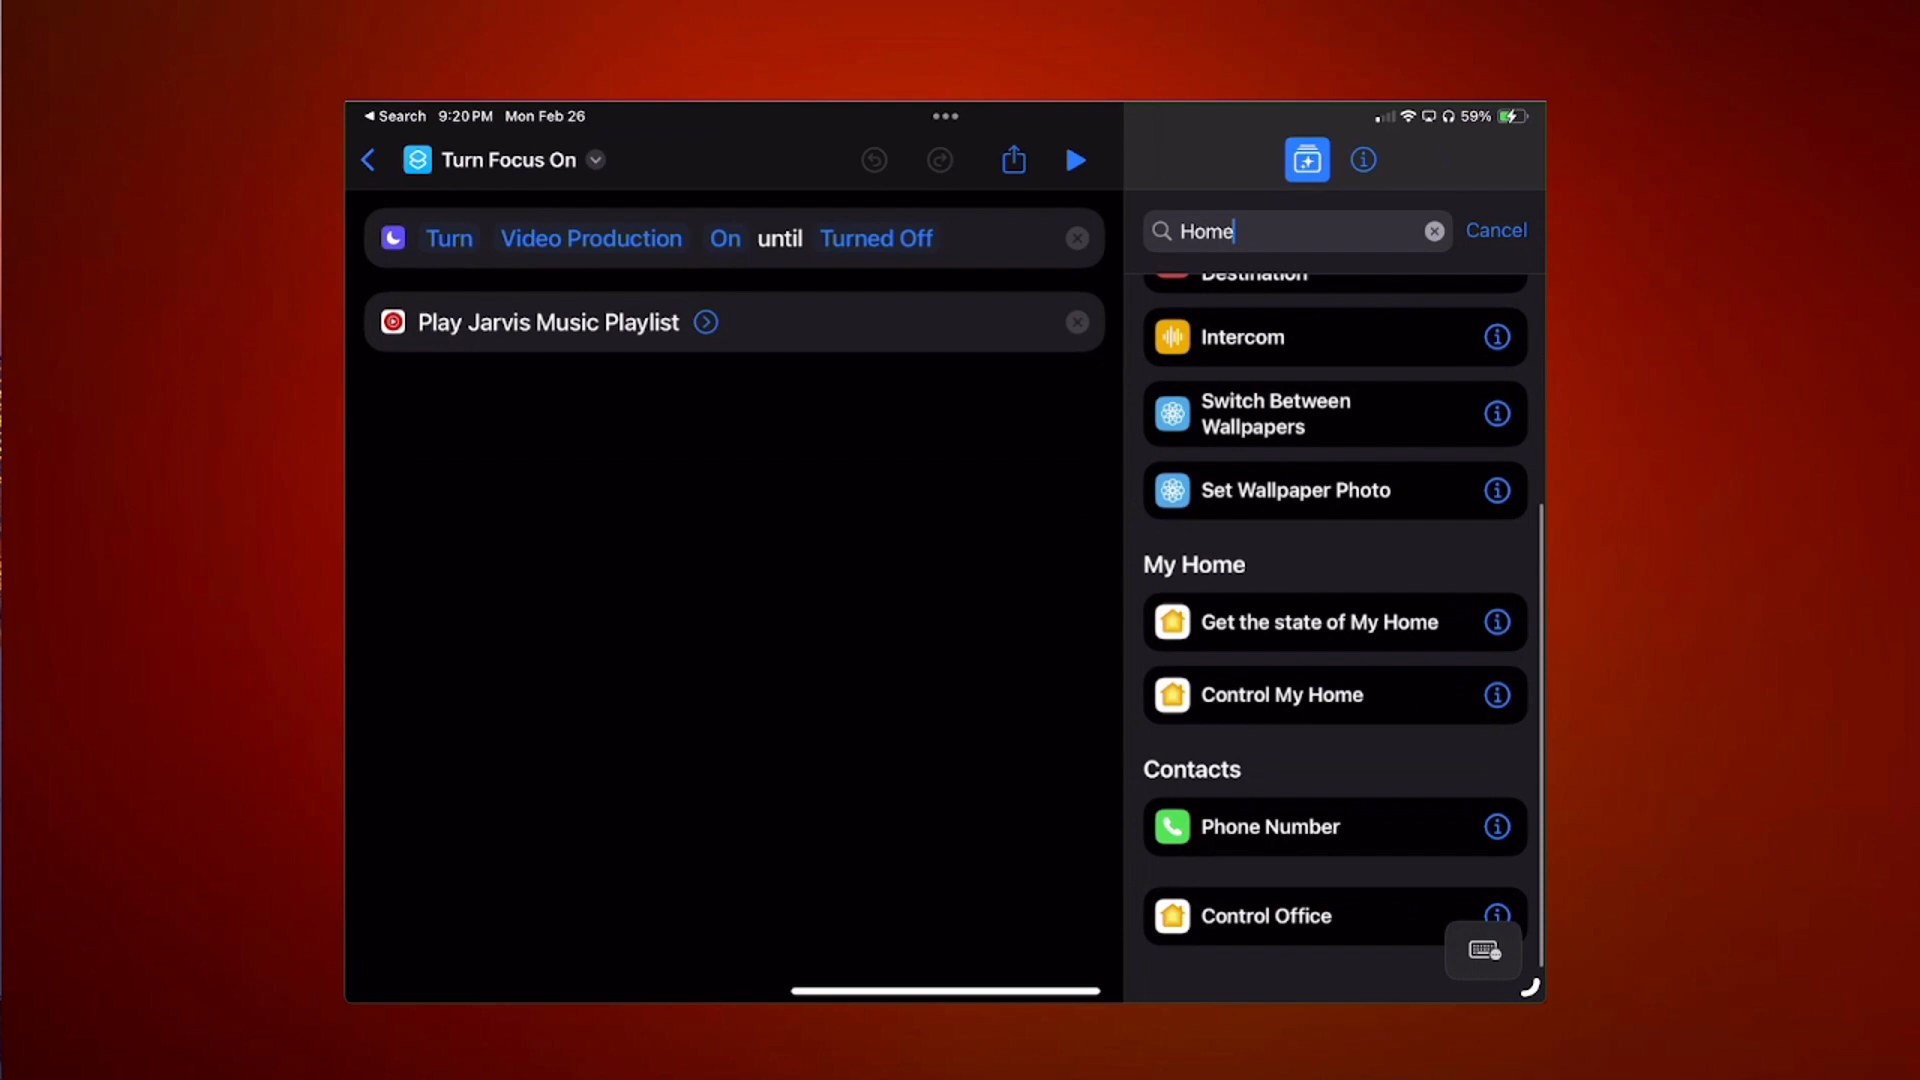 ◀ Search 9:20 PM Mon Feb 26
59%
Turn Focus On
Turn Video Production On until Turned Off
Play Jarvis Music Playlist
Home
Cancel
Destination
Intercom
Switch Between
Wallpapers
Set Wallpaper Photo
My Home
Get the state of My Home
Control My Home
Contacts
Phone Number
Control Office